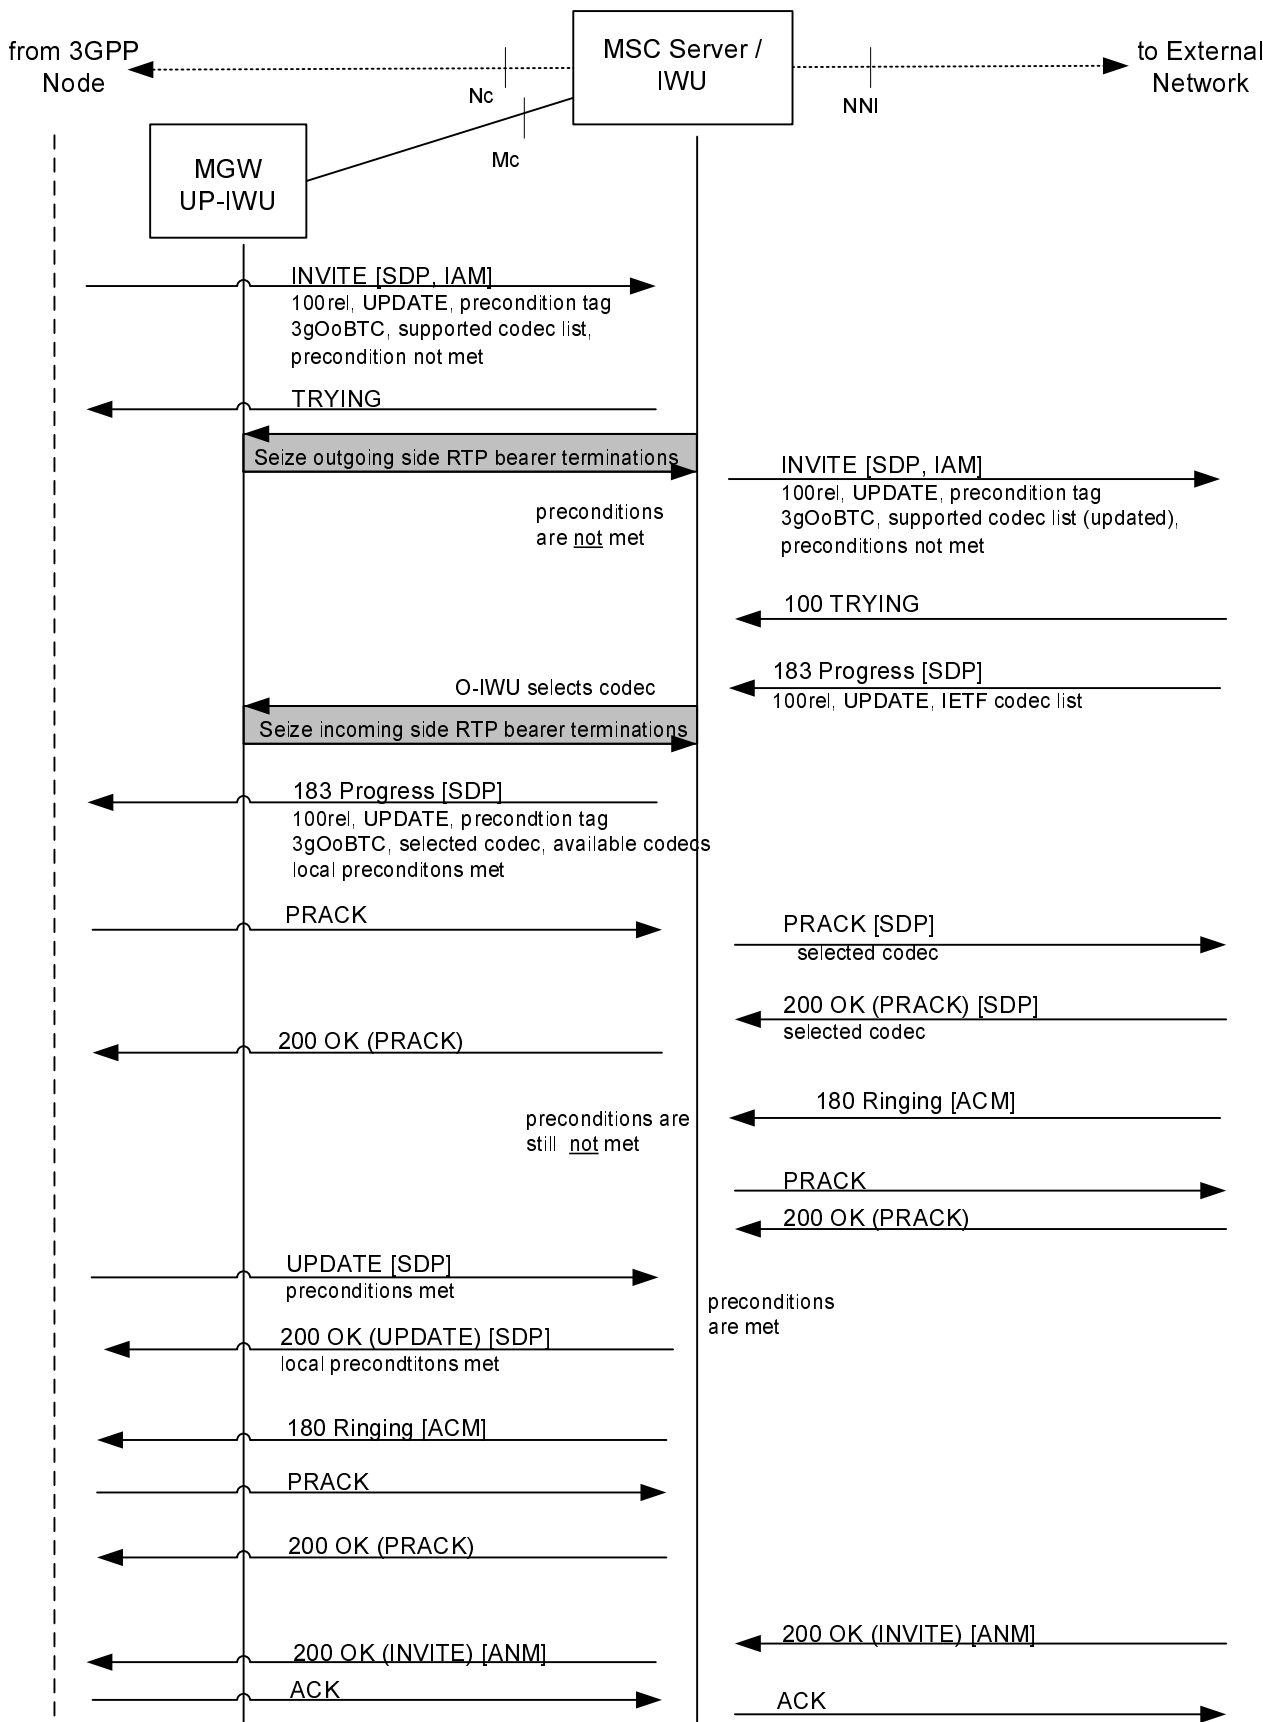 from 3GPP
Node
MSC Server /
IWU
to External
Network
Nc
NNI
Mc
MGW
UP-IWU
INVITE [SDP, IAM]
100rel, UPDATE, precondition tag
3gOoBTC, supported codec list,
precondition not met
TRYING
Seize outgoing side RTP bearer terminations
INVITE [SDP, IAM]
100rel, UPDATE, precondition tag
3gOoBTC, supported codec list (updated),
preconditions not met
preconditions
are not met
100 TRYING
183 Progress [SDP]
100rel, UPDATE, IETF codec list
O-IWU selects codec
Seize incoming side RTP bearer terminations
183 Progress [SDP]
100rel, UPDATE, precondtion tag
3gOoBTC, selected codec, available codecs
local preconditons met
PRACK
PRACK [SDP]
selected codec
200 OK (PRACK) [SDP]
selected codec
200 OK (PRACK)
180 Ringing [ACM]
preconditions are
still not met
PRACK
200 OK (PRACK)
UPDATE [SDP]
preconditions met
preconditions
are met
200 OK (UPDATE) [SDP]
local precondtitons met
180 Ringing [ACM]
PRACK
200 OK (PRACK)
200 OK (INVITE) [ANM]
200 OK (INVITE) [ANM]
ACK
ACK